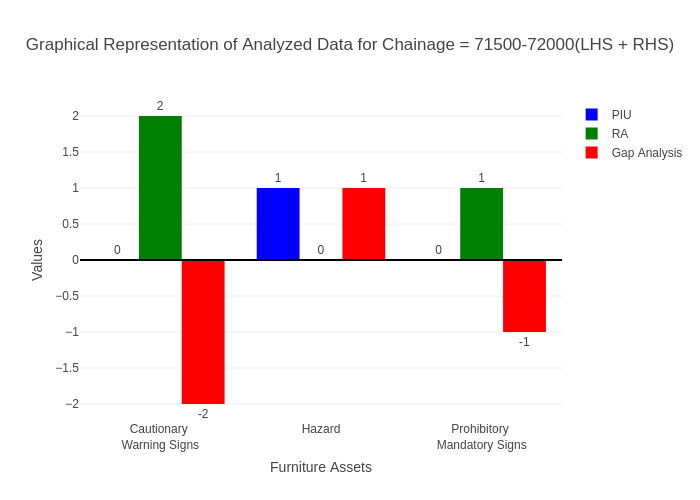 Graphical Representation of Analyzed Data for Chainage = 71500-72000(LHS + RHS)
PIU
RA
Gap Analysis
2
1.5
1
0.5
0
−0.5
−1
−1.5
−2
Values
0
2
-2
1
0
1
0
1
-1
Cautionary
Warning Signs
Hazard
Prohibitory
Mandatory Signs
Furniture Assets